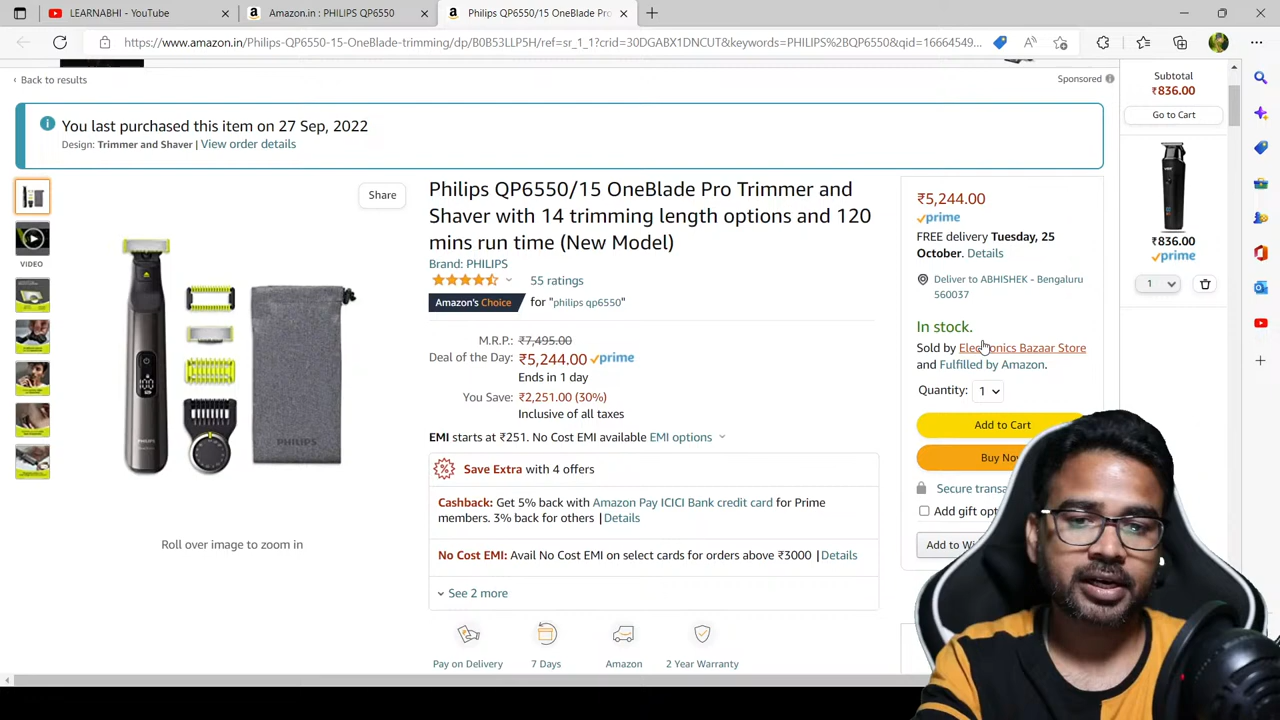 LEARNABHI - YouTube
Amazon.in : PHILIPS QP6550
Philips QP6550/15 OneBlade Pro
https://www.amazon.in/Philips-QP6550-15-OneBlade-trimming/dp/B0B53LLP5H/ref=sr_1_1?crid=30DGABX1DNCUT&keywords=PHILIPS%2BQP6550&qid=16664549...
Back to results
Sponsored
You last purchased this item on 27 Sep, 2022
Design: Trimmer and Shaver | View order details
Share
VIDEO
Roll over image to zoom in
PHILIPS
Philips QP6550/15 OneBlade Pro Trimmer and
Shaver with 14 trimming length options and 120
mins run time (New Model)
Brand: PHILIPS
55 ratings
Amazon's Choice for "philips qp6550"
M.R.P.: ₹7,495.00
Deal of the Day: ₹5,244.00 prime
Ends in 1 day
You Save: ₹2,251.00 (30%)
Inclusive of all taxes
EMI starts at ₹251. No Cost EMI available EMI options
Save Extra with 4 offers
Cashback: Get 5% back with Amazon Pay ICICI Bank credit card for Prime
members. 3% back for others | Details
No Cost EMI: Avail No Cost EMI on select cards for orders above ₹3000 | Details
See 2 more
Pay on Delivery
7 Days
Amazon
2 Year Warranty
₹5,244.00
prime
FREE delivery Tuesday, 25
October. Details
Deliver to ABHISHEK - Bengaluru
560037
In stock.
Sold by Electronics Bazaar Store
and Fulfilled by Amazon.
Quantity: 1
Add to Cart
Buy
Secure
Add gift
Add to
Subtotal
₹836.00
Go to Cart
₹836.00
prime
1